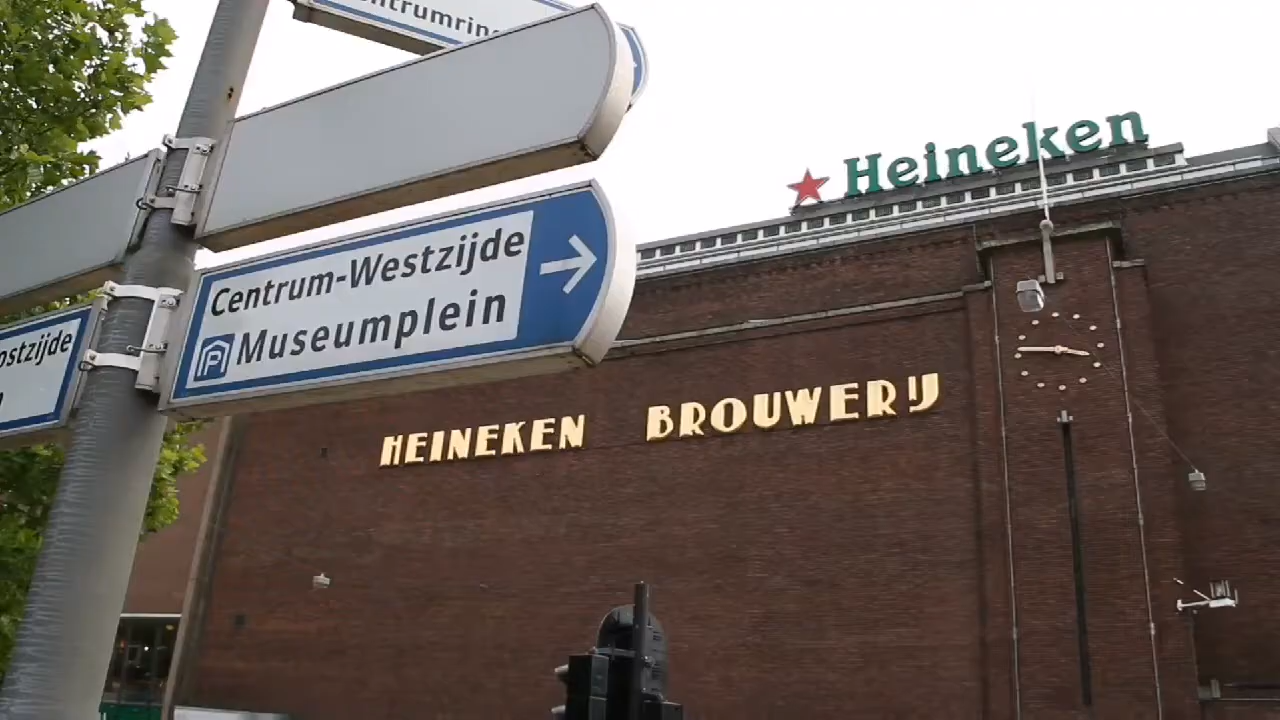 Centrum-Westzijde
P Museumplein
Heineken
HEINEKEN BROUWERIJ